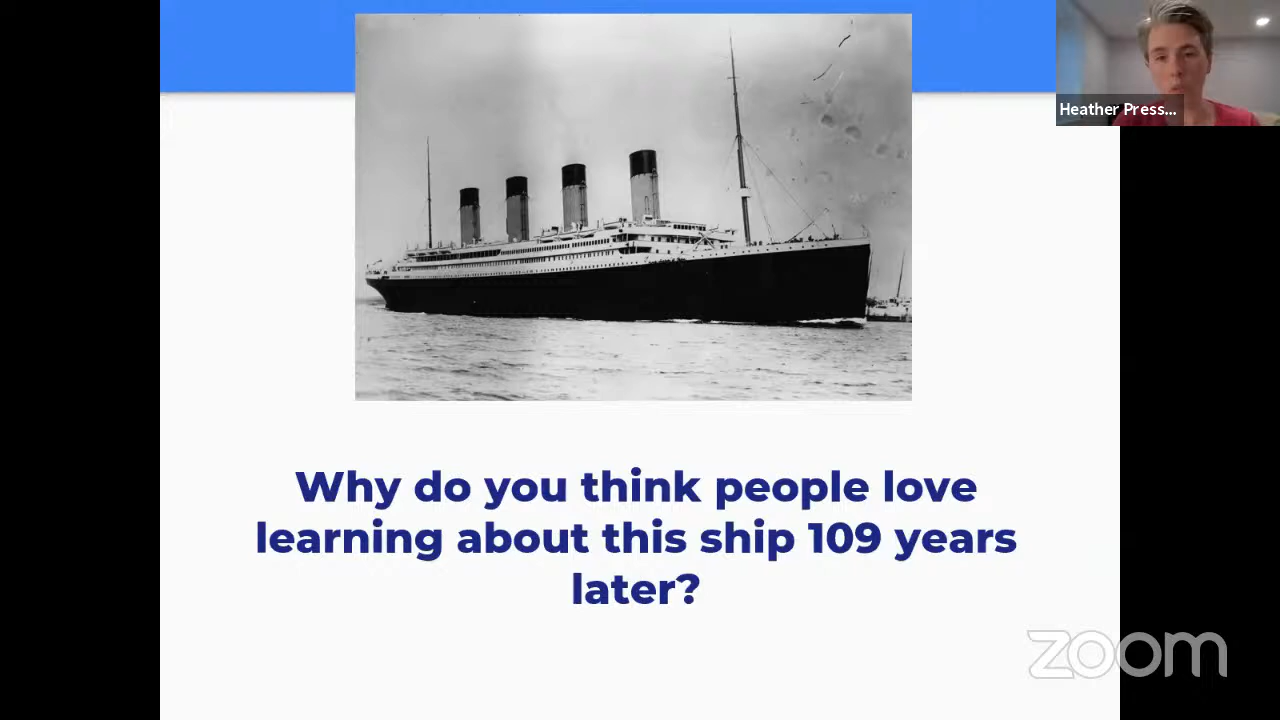 Heather Press...
Why do you think people love
learning about this ship 109 years
later?
zoom